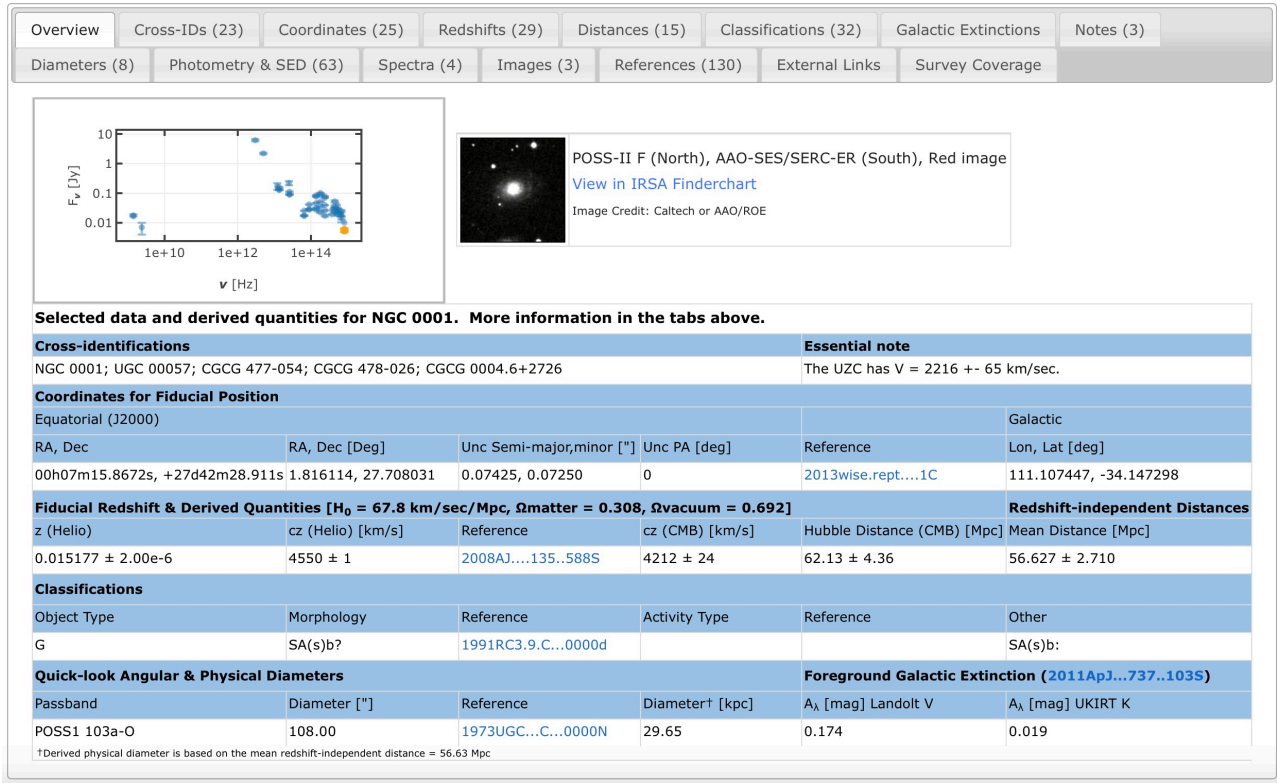 Overview Cross-IDs (23) Coordinates (25) Redshifts (29) Distances (15) Classifications (32) Galactic Extinctions Notes (3)
Diameters (8) Photometry & SED (63) Spectra (4) Images (3) References (130) External Links Survey Coverage
10
1
0.1
0.01
Fν [Jy]
1e+10 1e+12 1e+14
ν [Hz]
POSS-II F (North), AAO-SES/SERC-ER (South), Red image
View in IRSA Finderchart
Image Credit: Caltech or AAO/ROE
Selected data and derived quantities for NGC 0001. More information in the tabs above.
Cross-identifications Essential note
NGC 0001; UGC 00057; CGCG 477-054; CGCG 478-026; CGCG 0004.6+2726 The UZC has V = 2216 +- 65 km/sec.
Coordinates for Fiducial Position
Equatorial (J2000) Galactic
RA, Dec RA, Dec [Deg] Unc Semi-major,minor ["] Unc PA [deg] Reference Lon, Lat [deg]
00h07m15.8672s, +27d42m28.911s 1.816114, 27.708031 0.07425, 0.07250 0 2013wise.rept....1C 111.107447, -34.147298
Fiducial Redshift & Derived Quantities [H₀ = 67.8 km/sec/Mpc, Ωmatter = 0.308, Ωvacuum = 0.692] Redshift-independent Distances
z (Helio) cz (Helio) [km/s] Reference cz (CMB) [km/s] Hubble Distance (CMB) [Mpc] Mean Distance [Mpc]
0.015177 ± 2.00e-6 4550 ± 1 2008AJ....135..588S 4212 ± 24 62.13 ± 4.36 56.627 ± 2.710
Classifications
Object Type Morphology Reference Activity Type Reference Other
G SA(s)b? 1991RC3.9.C...0000d SA(s)b:
Quick-look Angular & Physical Diameters Foreground Galactic Extinction (2011ApJ...737..103S)
Passband Diameter ["] Reference Diameter† [kpc] Aλ [mag] Landolt V Aλ [mag] UKIRT K
POSS1 103a-O 108.00 1973UGC...C...0000N 29.65 0.174 0.019
†Derived physical diameter is based on the mean redshift-independent distance = 56.63 Mpc